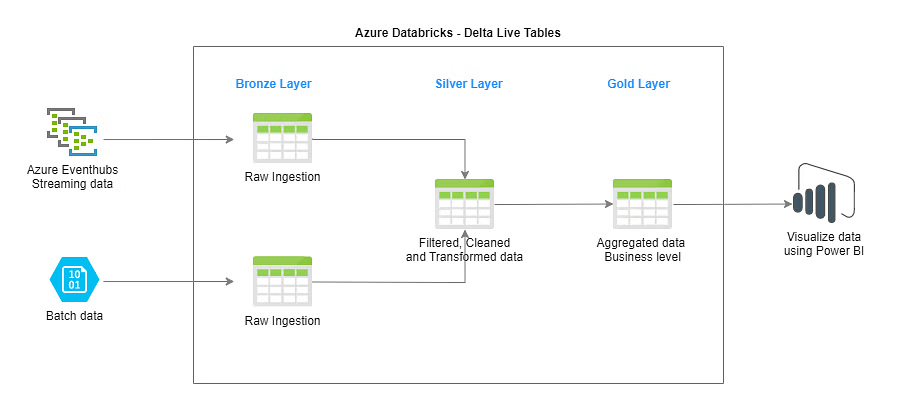 Azure Databricks - Delta Live Tables
Bronze Layer
Silver Layer
Gold Layer
Azure Eventhubs
Streaming data
Raw Ingestion
Filtered, Cleaned
and Transformed data
Aggregated data
Business level
Visualize data
using Power BI
10
01
Batch data
Raw Ingestion